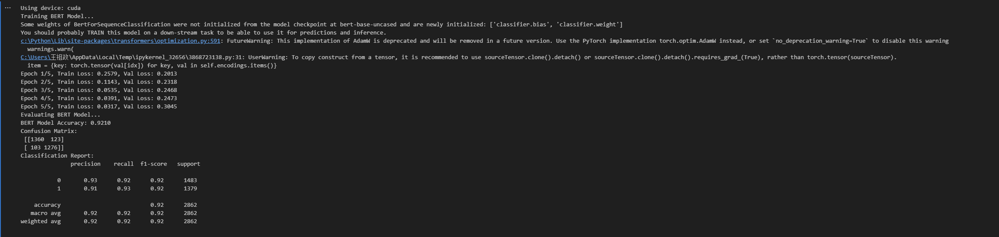 ... Using device: cuda
Training BERT Model...
Some weights of BertForSequenceClassification were not initialized from the model checkpoint at bert-base-uncased and are newly initialized: ['classifier.bias', 'classifier.weight']
You should probably TRAIN this model on a down-stream task to be able to use it for predictions and inference.
c:\Python\Lib\site-packages\transformers\optimization.py:591: FutureWarning: This implementation of AdamW is deprecated and will be removed in a future version. Use the PyTorch implementation torch.optim.AdamW instead, or set `no_deprecation_warning=True` to disable this warning
  warnings.warn(
C:\Users\王祖政\AppData\Local\Temp\ipykernel_32656\3868723138.py:31: UserWarning: To copy construct from a tensor, it is recommended to use sourceTensor.clone().detach() or sourceTensor.clone().detach().requires_grad_(True), rather than torch.tensor(sourceTensor).
  item = {key: torch.tensor(val[idx]) for key, val in self.encodings.items()}
Epoch 1/5, Train Loss: 0.2579, Val Loss: 0.2013
Epoch 2/5, Train Loss: 0.1143, Val Loss: 0.2318
Epoch 3/5, Train Loss: 0.0535, Val Loss: 0.2468
Epoch 4/5, Train Loss: 0.0391, Val Loss: 0.2473
Epoch 5/5, Train Loss: 0.0317, Val Loss: 0.3045
Evaluating BERT Model...
BERT Model Accuracy: 0.9210
Confusion Matrix:
 [[1360  123]
 [ 103 1276]]
Classification Report:
               precision    recall  f1-score   support

           0       0.93      0.92      0.92      1483
           1       0.91      0.93      0.92      1379

    accuracy                           0.92      2862
   macro avg       0.92      0.92      0.92      2862
weighted avg       0.92      0.92      0.92      2862